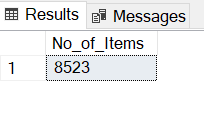 Results Messages
No_of_Items
1 8523